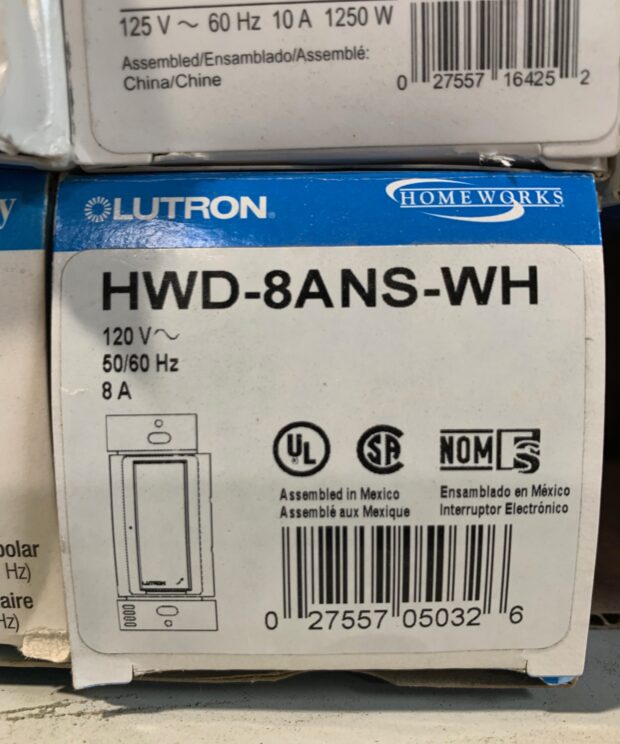 125 V ~ 60 Hz 10 A 1250 W
Assembled/Ensamblado/Assemblé:
China/Chine
0 27557 16425 2
y
LUTRON
HOMEWORKS
HWD-8ANS-WH
120 V~
50/60 Hz
8 A
UL
SA
NOM
Assembled in Mexico
Assemblé aux Mexique
Ensamblado en México
Interruptor Electrónico
LUTRON
0 27557 05032 6
polar
Hz)
aire
Hz)